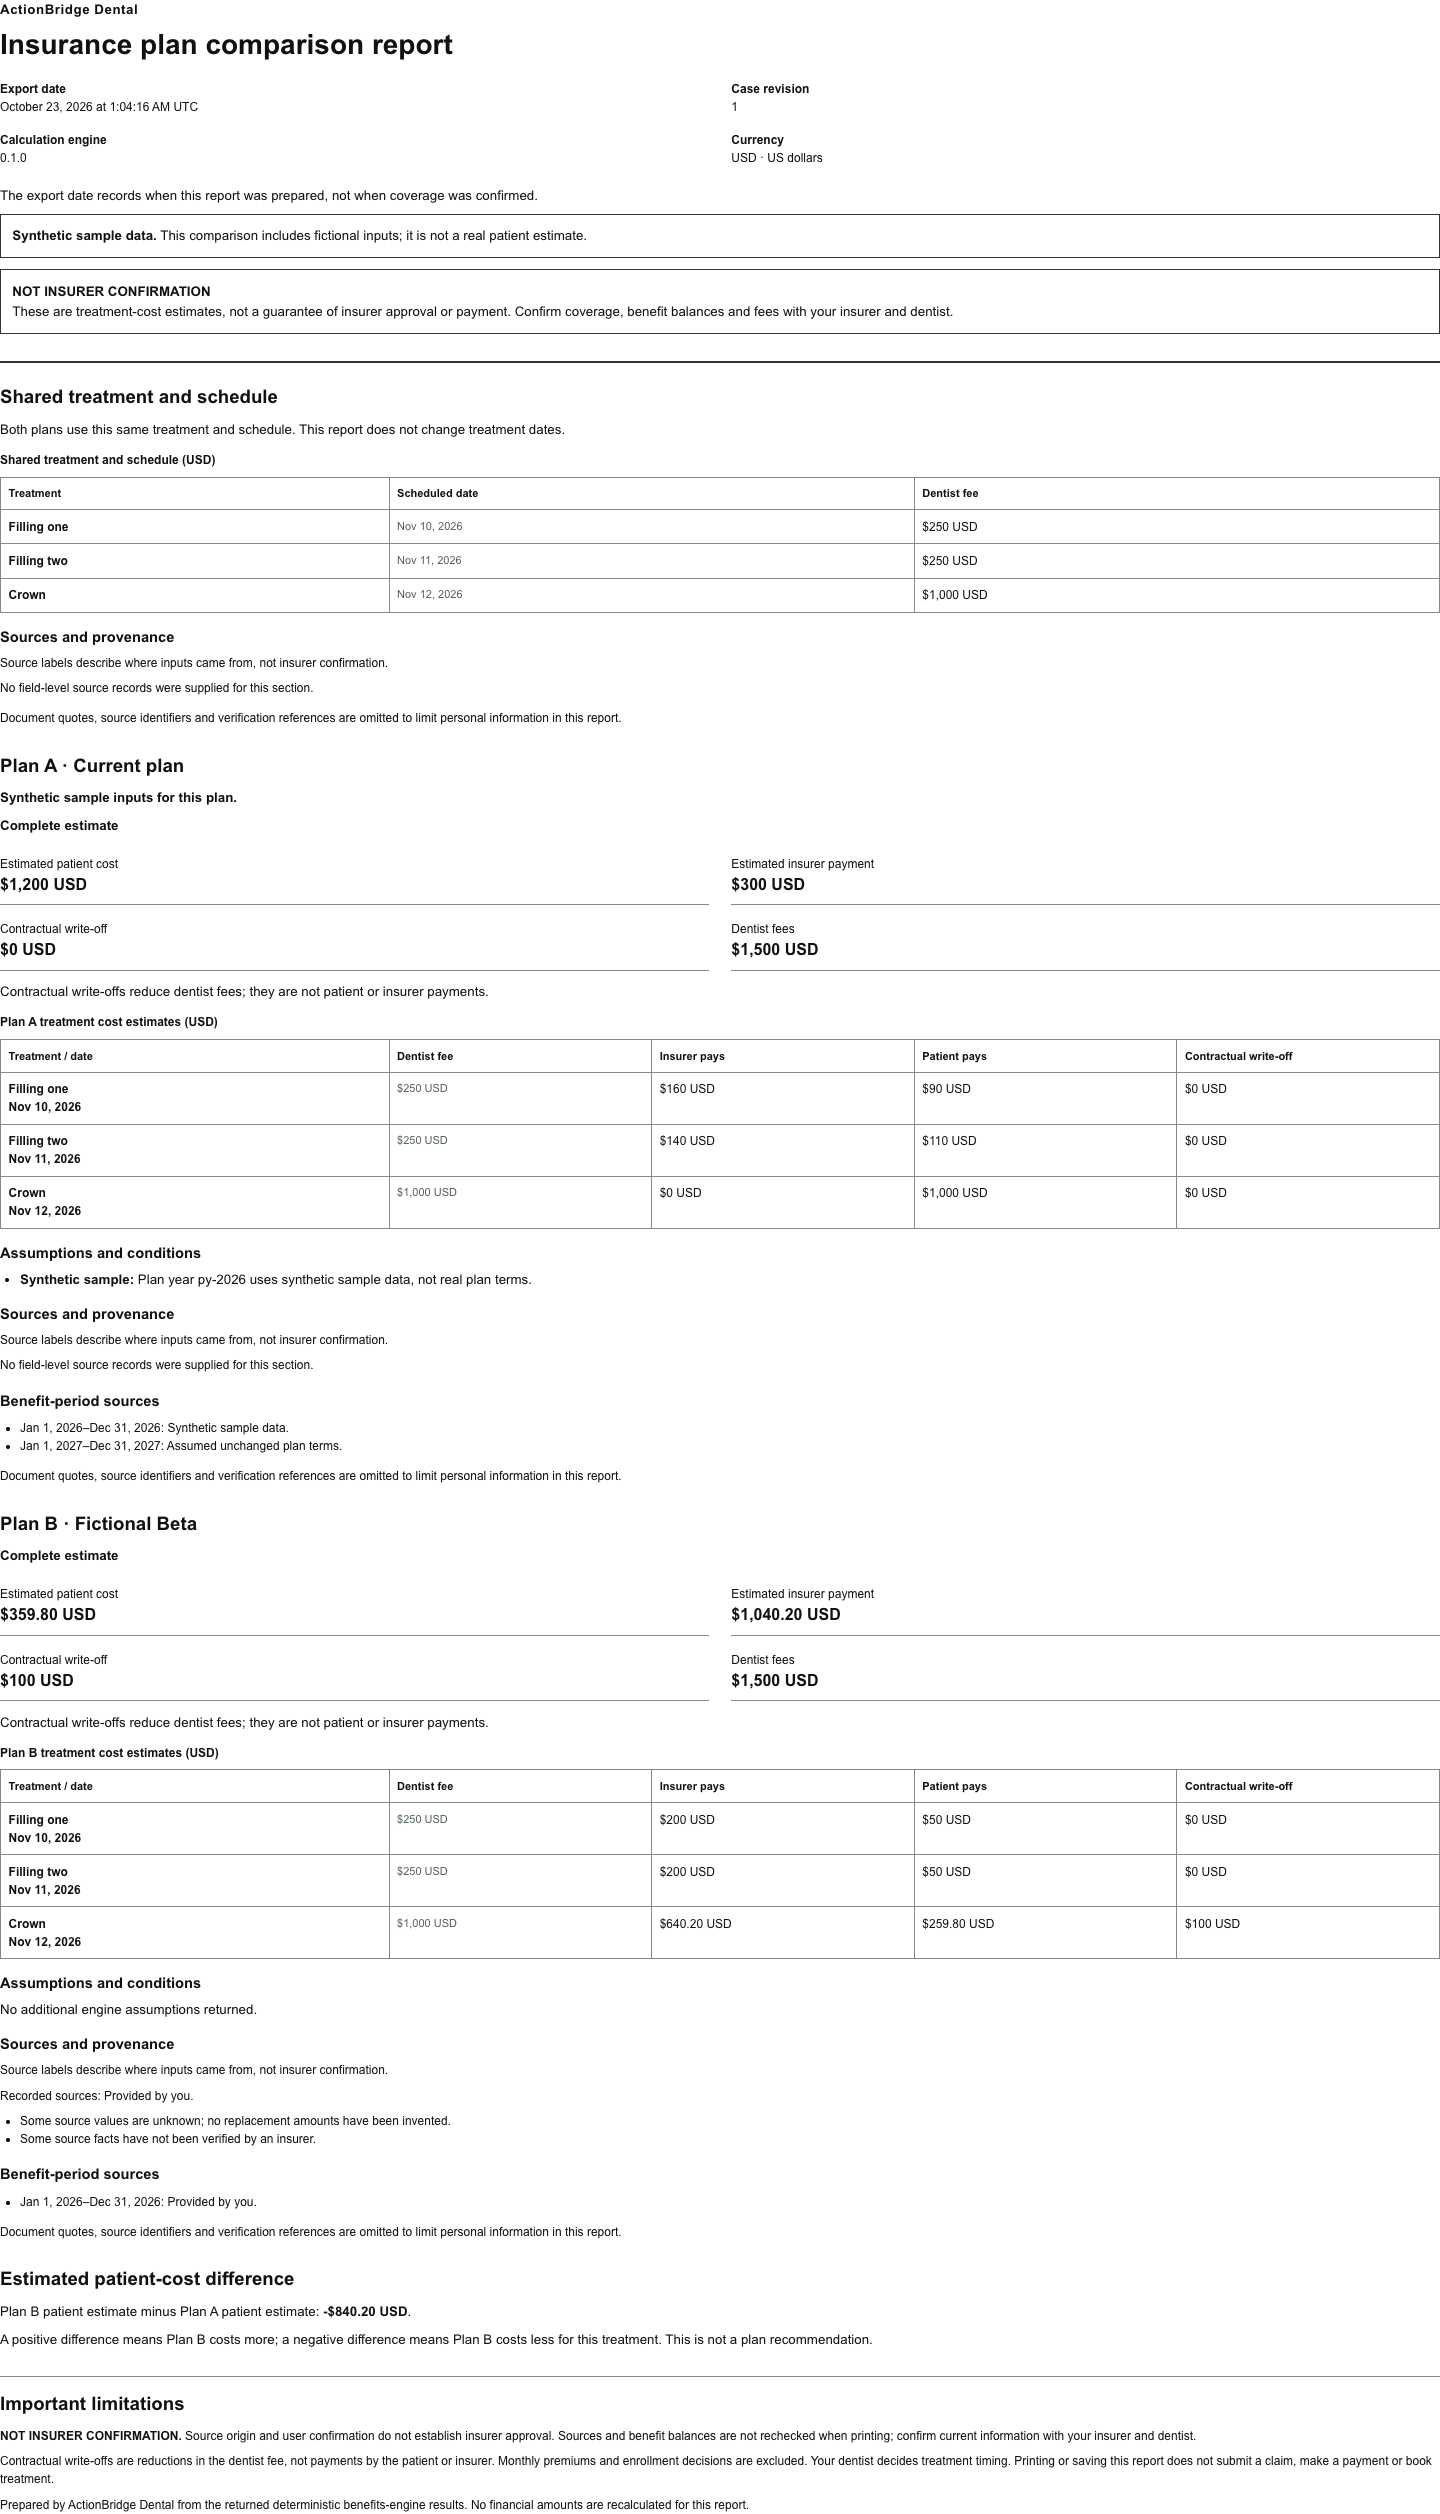 ActionBridge Dental
Insurance plan comparison report
Export date
October 23, 2026 at 1:04:16 AM UTC
Case revision
1
Calculation engine
0.1.0
Currency
USD · US dollars
The export date records when this report was prepared, not when coverage was confirmed.
Synthetic sample data. This comparison includes fictional inputs; it is not a real patient estimate.
NOT INSURER CONFIRMATION
These are treatment-cost estimates, not a guarantee of insurer approval or payment. Confirm coverage, benefit balances and fees with your insurer and dentist.
Shared treatment and schedule
Both plans use this same treatment and schedule. This report does not change treatment dates.
Shared treatment and schedule (USD)
Treatment Scheduled date Dentist fee
Filling one Nov 10, 2026 $250 USD
Filling two Nov 11, 2026 $250 USD
Crown Nov 12, 2026 $1,000 USD
Sources and provenance
Source labels describe where inputs came from, not insurer confirmation.
No field-level source records were supplied for this section.
Document quotes, source identifiers and verification references are omitted to limit personal information in this report.
Plan A · Current plan
Synthetic sample inputs for this plan.
Complete estimate
Estimated patient cost
$1,200 USD
Estimated insurer payment
$300 USD
Contractual write-off
$0 USD
Dentist fees
$1,500 USD
Contractual write-offs reduce dentist fees; they are not patient or insurer payments.
Plan A treatment cost estimates (USD)
Treatment / date Dentist fee Insurer pays Patient pays Contractual write-off
Filling one $250 USD $160 USD $90 USD $0 USD
Nov 10, 2026
Filling two $250 USD $140 USD $110 USD $0 USD
Nov 11, 2026
Crown $1,000 USD $0 USD $1,000 USD $0 USD
Nov 12, 2026
Assumptions and conditions
• Synthetic sample: Plan year py-2026 uses synthetic sample data, not real plan terms.
Sources and provenance
Source labels describe where inputs came from, not insurer confirmation.
No field-level source records were supplied for this section.
Benefit-period sources
• Jan 1, 2026–Dec 31, 2026: Synthetic sample data.
• Jan 1, 2027–Dec 31, 2027: Assumed unchanged plan terms.
Document quotes, source identifiers and verification references are omitted to limit personal information in this report.
Plan B · Fictional Beta
Complete estimate
Estimated patient cost
$359.80 USD
Estimated insurer payment
$1,040.20 USD
Contractual write-off
$100 USD
Dentist fees
$1,500 USD
Contractual write-offs reduce dentist fees; they are not patient or insurer payments.
Plan B treatment cost estimates (USD)
Treatment / date Dentist fee Insurer pays Patient pays Contractual write-off
Filling one $250 USD $200 USD $50 USD $0 USD
Nov 10, 2026
Filling two $250 USD $200 USD $50 USD $0 USD
Nov 11, 2026
Crown $1,000 USD $640.20 USD $259.80 USD $100 USD
Nov 12, 2026
Assumptions and conditions
No additional engine assumptions returned.
Sources and provenance
Source labels describe where inputs came from, not insurer confirmation.
Recorded sources: Provided by you.
• Some source values are unknown; no replacement amounts have been invented.
• Some source facts have not been verified by an insurer.
Benefit-period sources
• Jan 1, 2026–Dec 31, 2026: Provided by you.
Document quotes, source identifiers and verification references are omitted to limit personal information in this report.
Estimated patient-cost difference
Plan B patient estimate minus Plan A patient estimate: -$840.20 USD.
A positive difference means Plan B costs more; a negative difference means Plan B costs less for this treatment. This is not a plan recommendation.
Important limitations
NOT INSURER CONFIRMATION. Source origin and user confirmation do not establish insurer approval. Sources and benefit balances are not rechecked when printing; confirm current information with your insurer and dentist.
Contractual write-offs are reductions in the dentist fee, not payments by the patient or insurer. Monthly premiums and enrollment decisions are excluded. Your dentist decides treatment timing. Printing or saving this report does not submit a claim, make a payment or book
treatment.
Prepared by ActionBridge Dental from the returned deterministic benefits-engine results. No financial amounts are recalculated for this report.